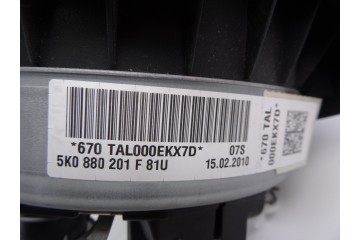 *670 TAL000EKX7D* 07S
5K0 880 201 F 81U 15.02.2010
*670 TAL
000EKX7D*